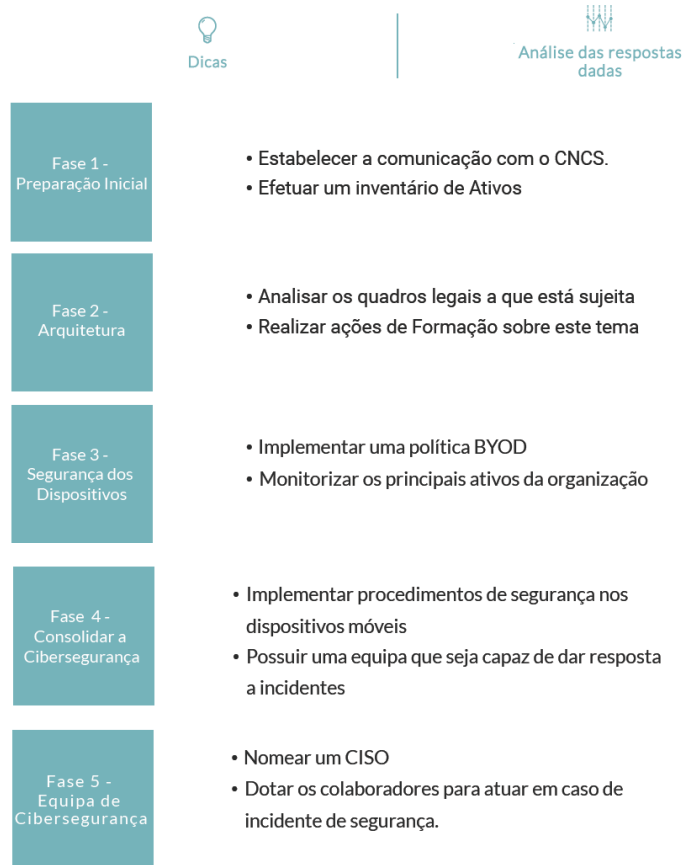 Dicas
Análise das respostas
dadas
Fase 1 -
Preparação Inicial
• Estabelecer a comunicação com o CNCS.
• Efetuar um inventário de Ativos
Fase 2 -
Arquitetura
• Analisar os quadros legais a que está sujeita
• Realizar ações de Formação sobre este tema
Fase 3 -
Segurança dos
Dispositivos
• Implementar uma política BYOD
• Monitorizar os principais ativos da organização
Fase 4 -
Consolidar a
Cibersegurança
• Implementar procedimentos de segurança nos
dispositivos móveis
• Possuir uma equipa que seja capaz de dar resposta
a incidentes
Fase 5 -
Equipa de
Cibersegurança
• Nomear um CISO
• Dotar os colaboradores para atuar em caso de
incidente de segurança.